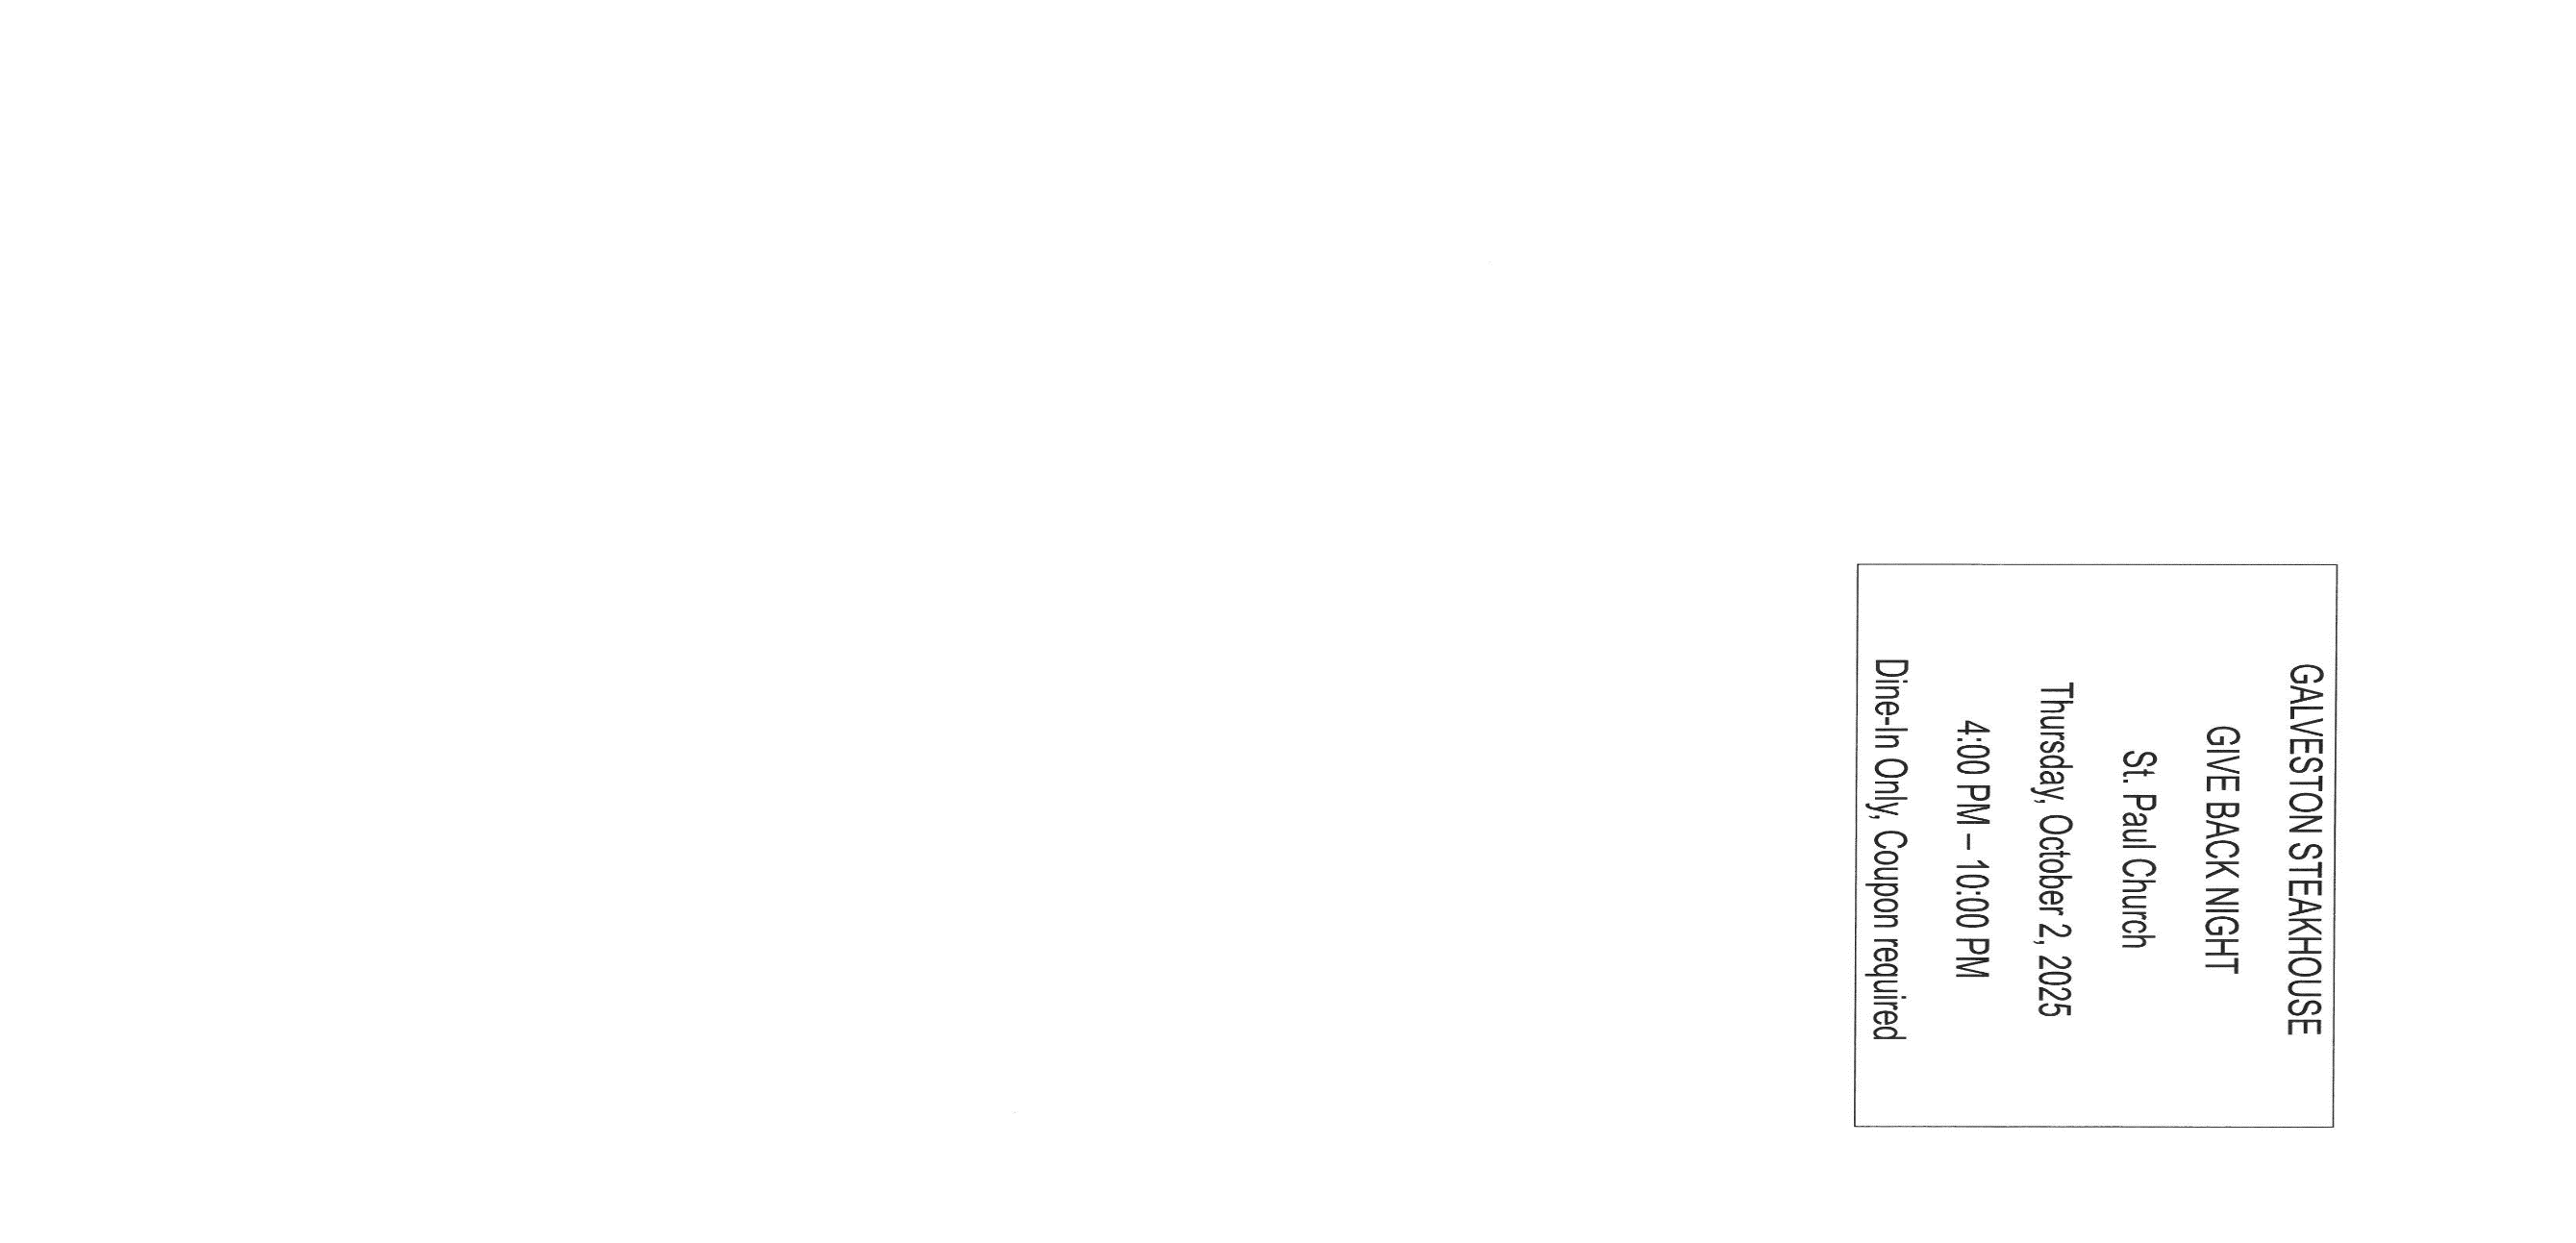 GALVESTON STEAKHOUSE
GIVE BACK NIGHT
St. Paul Church
Thursday, October 2, 2025
4:00 PM – 10:00 PM
Dine-In Only, Coupon required